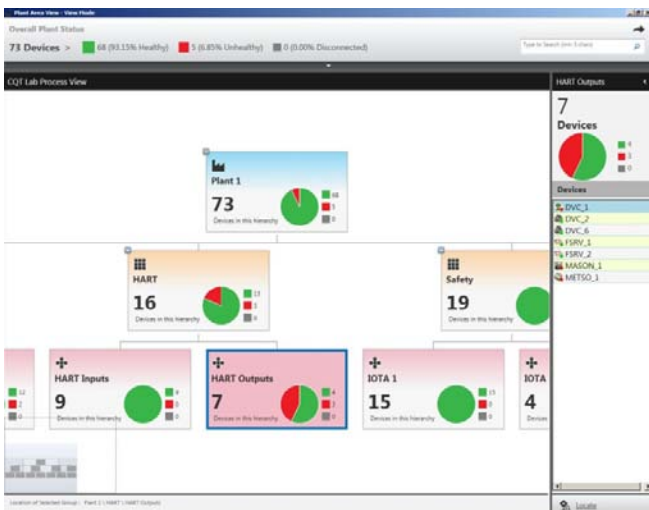 Plant Area View - View Mode
Overall Plant Status
73 Devices > 68 (93.15% Healthy) 5 (6.85% Unhealthy) 0 (0.00% Disconnected)
Type to Search (min 3 chars)
CQT Lab Process View
HART Outputs
7
Devices
4
3
0
Devices
DVC_1
DVC_2
DVC_6
FSRV_1
FSRV_2
MASON_1
METSO_1
Plant 1
73
Devices in this hierarchy
68
5
0
HART
16
Devices in this hierarchy
13
3
0
Safety
19
Devices in this hierarchy
12
2
0
HART Inputs
9
Devices in this hierarchy
9
0
0
HART Outputs
7
Devices in this hierarchy
4
3
0
IOTA 1
15
Devices in this hierarchy
15
0
0
IOTA
4
Devices
Location of Selected Group : Plant 1 \ HART \ HART Outputs
Locate